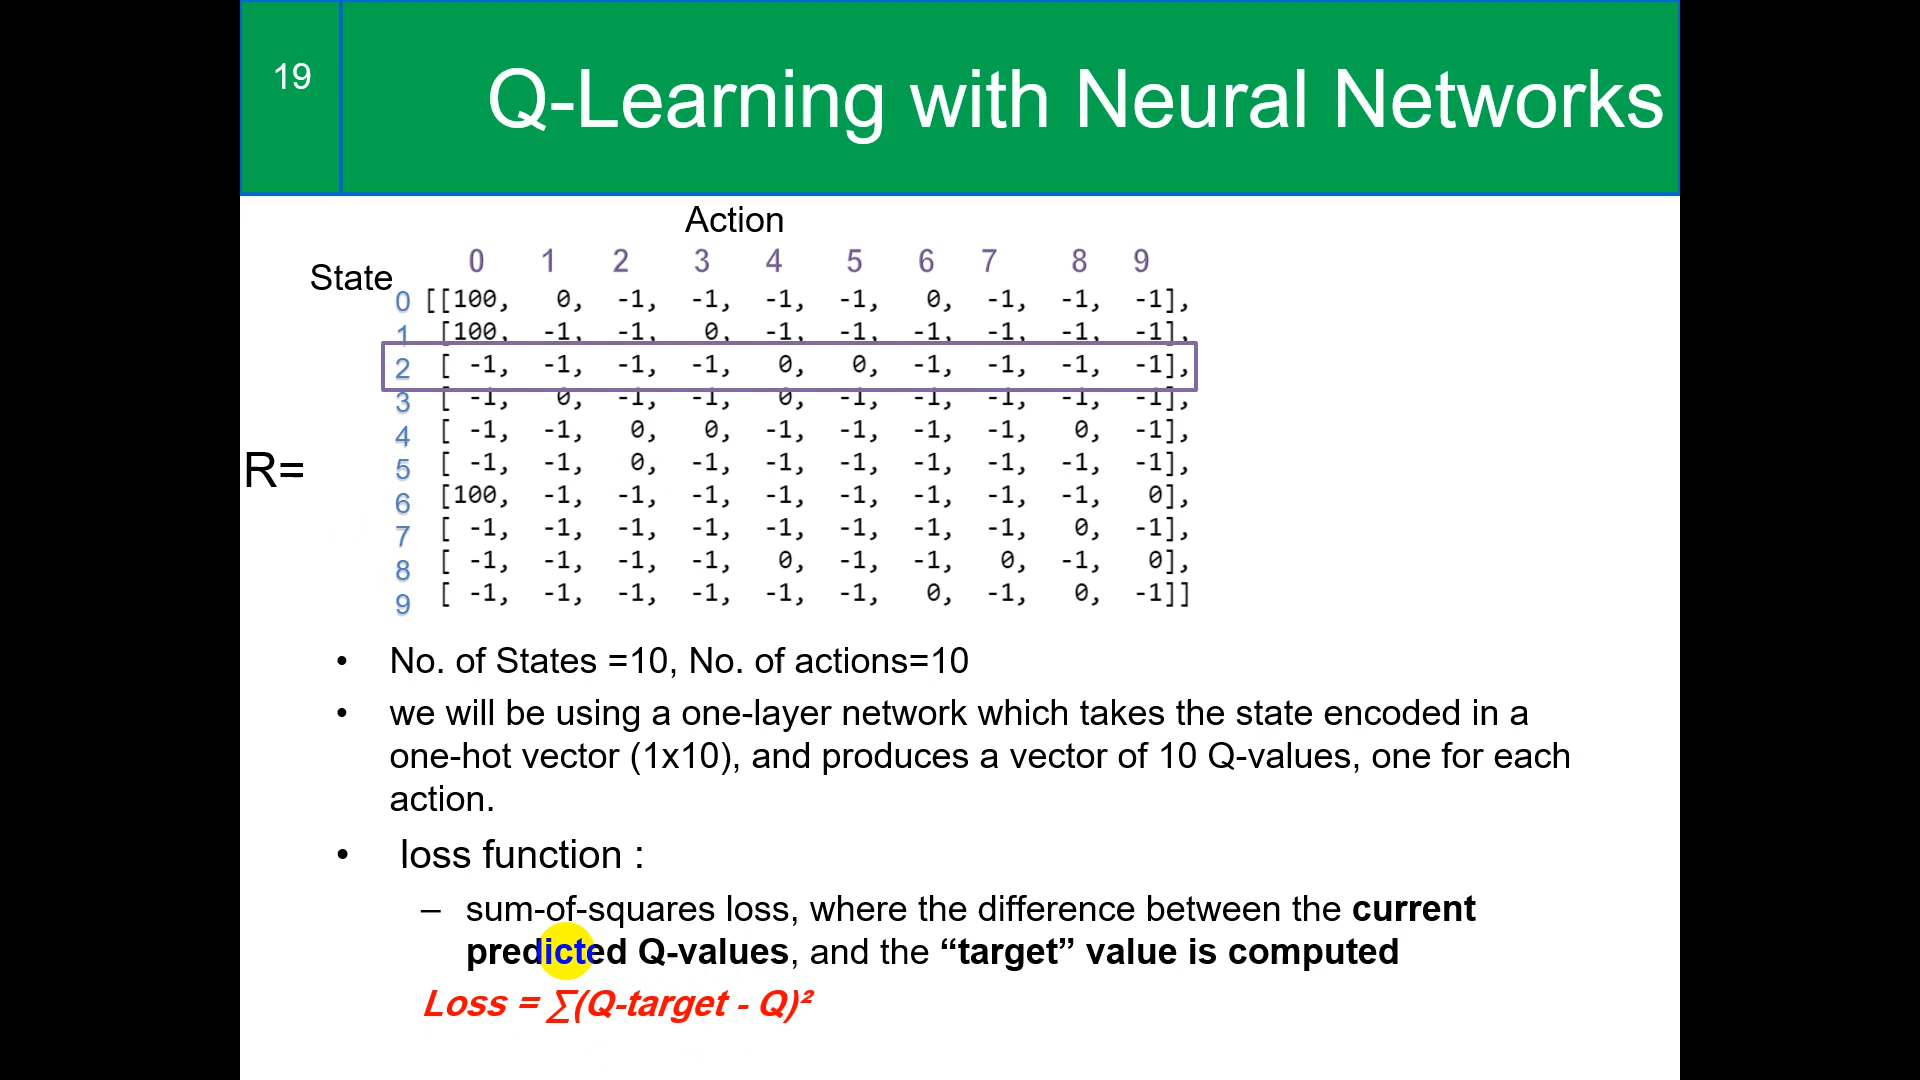 19
Q-Learning with Neural Networks
Action
0 1 2 3 4 5 6 7 8 9
State
0 [[100, 0, -1, -1, -1, -1, 0, -1, -1, -1],
1 [100, -1, -1, 0, -1, -1, -1, -1, -1, -1],
2 [ -1, -1, -1, -1, 0, 0, -1, -1, -1, -1],
3 [ -1, 0, -1, -1, 0, -1, -1, -1, -1, -1],
4 [ -1, -1, 0, 0, -1, -1, -1, -1, 0, -1],
R=
5 [ -1, -1, 0, -1, -1, -1, -1, -1, -1, -1],
6 [100, -1, -1, -1, -1, -1, -1, -1, -1, 0],
7 [ -1, -1, -1, -1, -1, -1, -1, -1, 0, -1],
8 [ -1, -1, -1, -1, 0, -1, -1, 0, -1, 0],
9 [ -1, -1, -1, -1, -1, -1, 0, -1, 0, -1]]
• No. of States =10, No. of actions=10
• we will be using a one-layer network which takes the state encoded in a
one-hot vector (1x10), and produces a vector of 10 Q-values, one for each
action.
• loss function :
– sum-of-squares loss, where the difference between the current
predicted Q-values, and the “target” value is computed
Loss = ∑(Q-target - Q)²